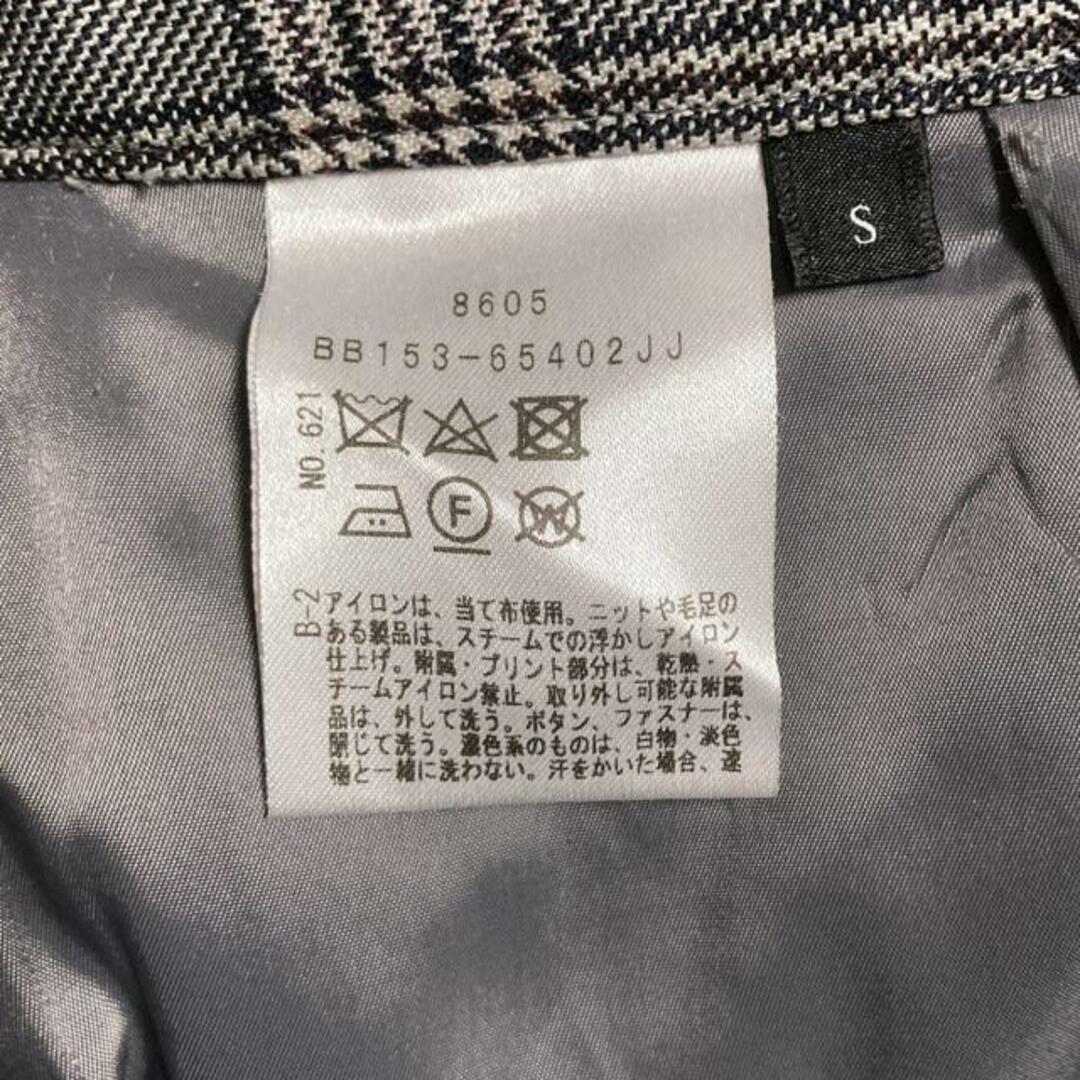 S
8605
BB153-65402JJ
NO.621
F
W
B-2
アイロンは、当て布使用。ニットや毛足の
ある製品は、スチームでの浮かしアイロン
仕上げ。附属・プリント部分は、乾熱・ス
チームアイロン禁止。取り外し可能な附属
品は、外して洗う。ボタン、ファスナーは、
閉じて洗う。濃色系のものは、白物・淡色
物と一緒に洗わない。汗をかいた場合、速